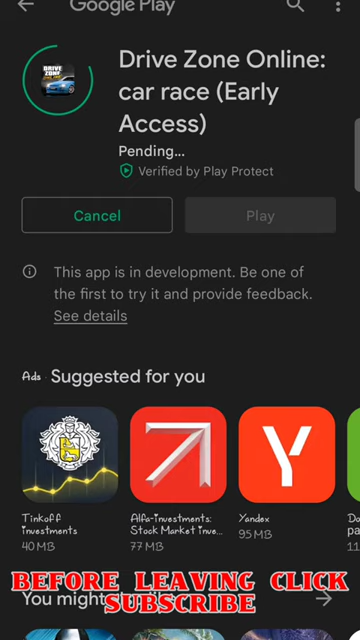 Google Play
Drive Zone Online:
car race (Early
Access)
Pending...
Verified by Play Protect
Cancel
Play
This app is in development. Be one of
the first to try it and provide feedback.
See details
Ads Suggested for you
Tinkoff
investments
40 MB
Alfa-investments:
Stock Market inve...
77 MB
Yandex
95 MB
BEFORE LEAVING CLICK
SUBSCRIBE
You might